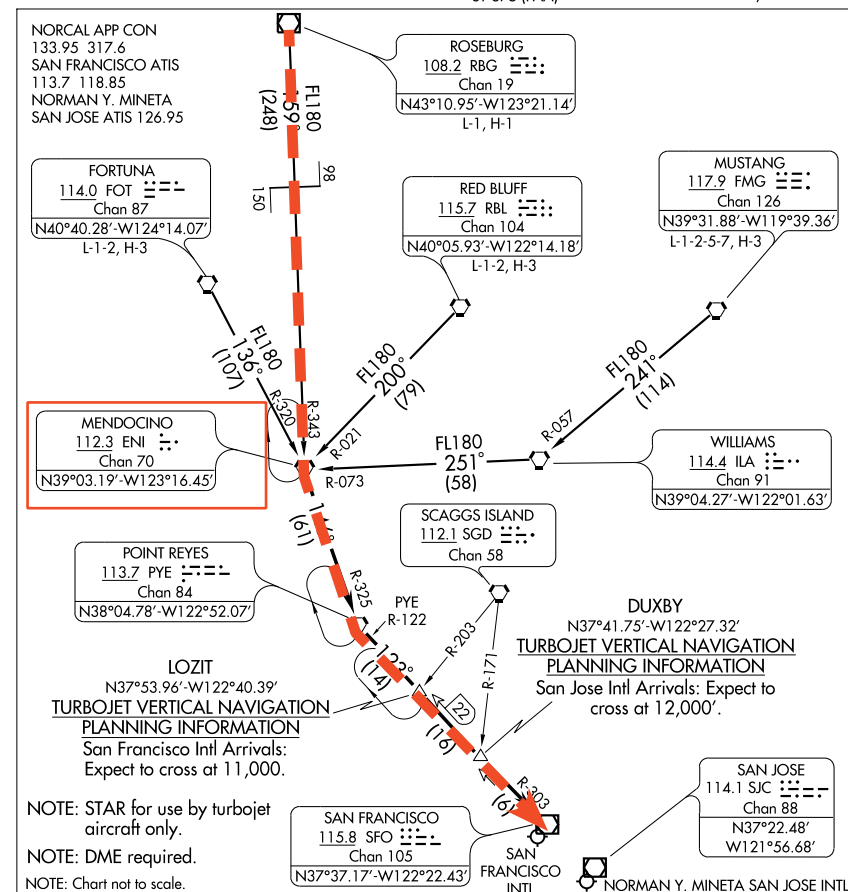 NORCAL APP CON
133.95 317.6
SAN FRANCISCO ATIS
113.7 118.85
NORMAN Y. MINETA
SAN JOSE ATIS 126.95
ROSEBURG
108.2 RBG
Chan 19
N43°10.95’-W123°21.14’
L-1, H-1
FL180
(248)
98
150
FORTUNA
114.0 FOT
Chan 87
N40°40.28’-W124°14.07’
L-1-2, H-3
RED BLUFF
115.7 RBL
Chan 104
N40°05.93’-W122°14.18’
L-1-2, H-3
MUSTANG
117.9 FMG
Chan 126
N39°31.88’-W119°39.36’
L-1-2-5-7, H-3
FL180
136°
(107)
R-320
R-343
FL180
200°
(79)
R-021
FL180
241°
(114)
R-057
MENDOCINO
112.3 ENI
Chan 70
N39°03.19’-W123°16.45’
FL180
251°
(58)
R-073
WILLIAMS
114.4 ILA
Chan 91
N39°04.27’-W122°01.63’
(61)
R-325
SCAGGS ISLAND
112.1 SGD
Chan 58
POINT REYES
113.7 PYE
Chan 84
N38°04.78’-W122°52.07’
PYE
R-122
(14)
R-203
R-171
DUXBY
N37°41.75’-W122°27.32’
TURBOJET VERTICAL NAVIGATION
PLANNING INFORMATION
San Jose Intl Arrivals: Expect to
cross at 12,000’.
LOZIT
N37°53.96’-W122°40.39’
TURBOJET VERTICAL NAVIGATION
PLANNING INFORMATION
San Francisco Intl Arrivals:
Expect to cross at 11,000.
22
(16)
(6)
R-303
NOTE: STAR for use by turbojet
aircraft only.
NOTE: DME required.
NOTE: Chart not to scale.
SAN FRANCISCO
115.8 SFO
Chan 105
N37°37.17’-W122°22.43’
SAN
FRANCISCO
INTL
SAN JOSE
114.1 SJC
Chan 88
N37°22.48’
W121°56.68’
NORMAN Y. MINETA SAN JOSE INTL